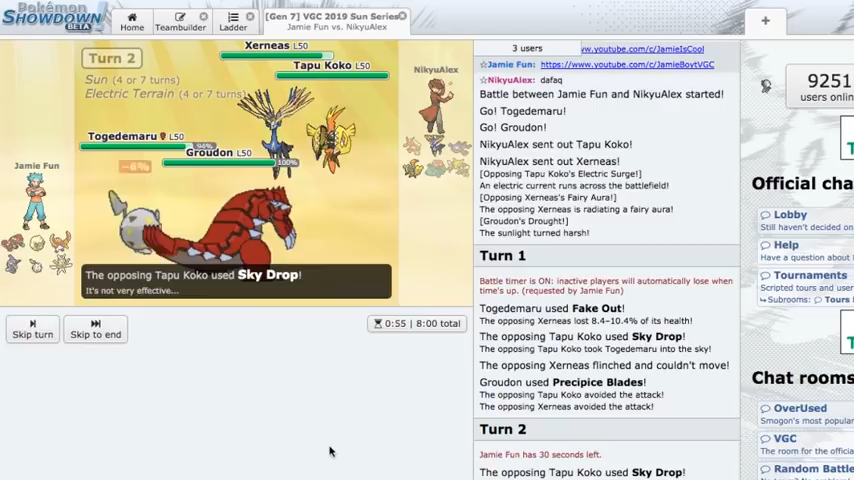 Pokémon
SHOWDOWN
BETA
Home
Teambuilder
Ladder
[Gen 7] VGC 2019 Sun Series
Jamie Fun vs. NikyuAlex
+
Turn 2
Sun (4 or 7 turns)
Electric Terrain (4 or 7 turns)
Xerneas L50
Tapu Koko L50
NikyuAlex
Togedemaru L50
94%
Groudon L50
-6%
100%
Jamie Fun
The opposing Tapu Koko used Sky Drop!
It's not very effective...
Skip turn
Skip to end
0:55 | 8:00 total
3 users
ww.youtube.com/c/JamieIsCool
☆Jamie Fun: https://www.youtube.com/c/JamieBoytVGC
☆NikyuAlex: dafaq
Battle between Jamie Fun and NikyuAlex started!
Go! Togedemaru!
Go! Groudon!
NikyuAlex sent out Tapu Koko!
NikyuAlex sent out Xerneas!
[Opposing Tapu Koko's Electric Surge!]
An electric current runs across the battlefield!
[Opposing Xerneas's Fairy Aura!]
The opposing Xerneas is radiating a fairy aura!
[Groudon's Drought!]
The sunlight turned harsh!
Turn 1
Battle timer is ON: inactive players will automatically lose when
time's up. (requested by Jamie Fun)
Togedemaru used Fake Out!
The opposing Xerneas lost 8.4–10.4% of its health!
The opposing Tapu Koko used Sky Drop!
The opposing Tapu Koko took Togedemaru into the sky!
The opposing Xerneas flinched and couldn't move!
Groudon used Precipice Blades!
The opposing Tapu Koko avoided the attack!
The opposing Xerneas avoided the attack!
Turn 2
Jamie Fun has 30 seconds left.
The opposing Tapu Koko used Sky Drop!
9251
users onlin
Official cha
Lobby
Still haven't decided on
Help
Have a question about
Tournaments
Scripted tours and user
↳Subrooms: Tours
Chat rooms
OverUsed
Smogon's most popular
VGC
The room for the officia
Random Battle